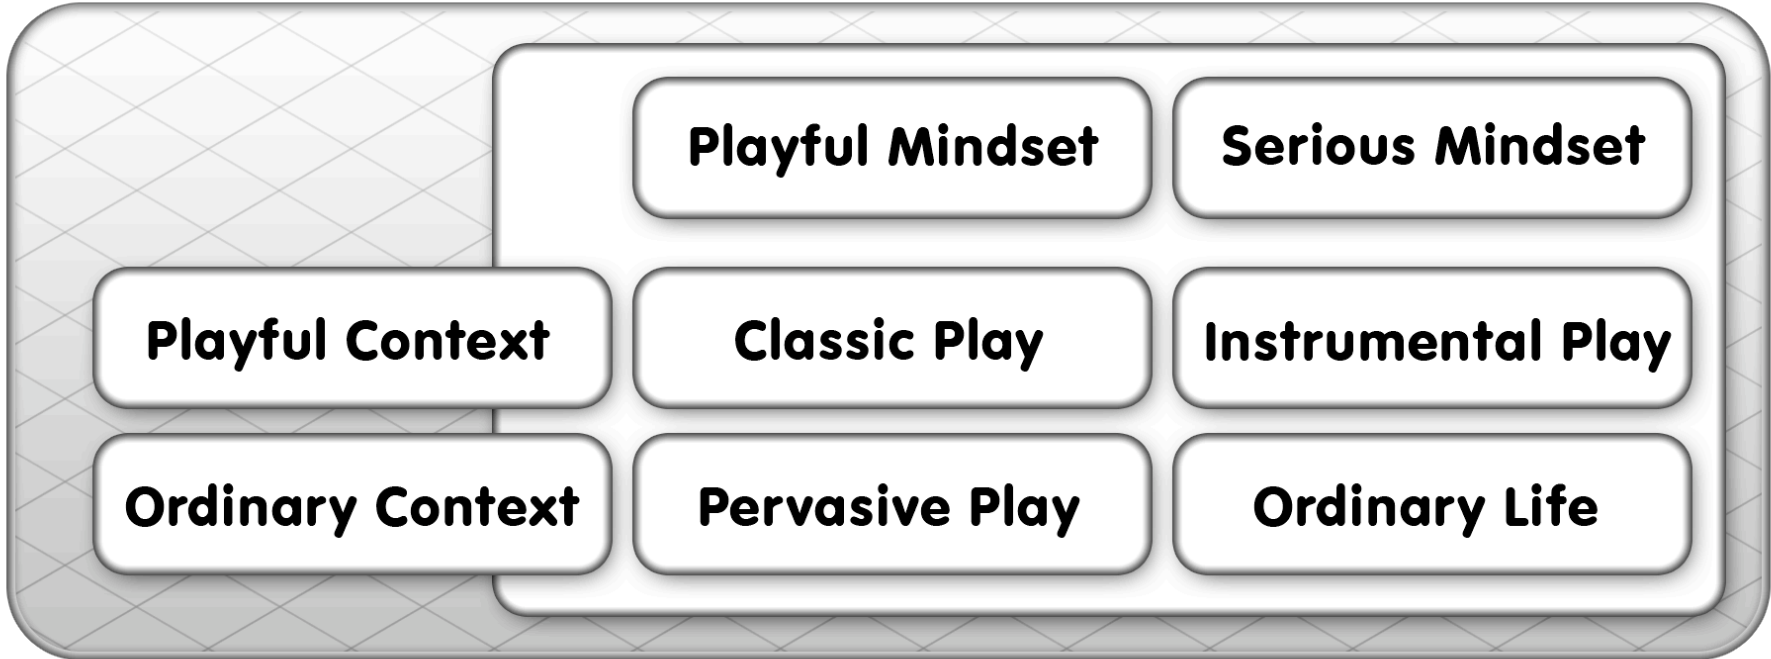 Playful Mindset
Serious Mindset
Playful Context
Classic Play
Instrumental Play
Ordinary Context
Pervasive Play
Ordinary Life